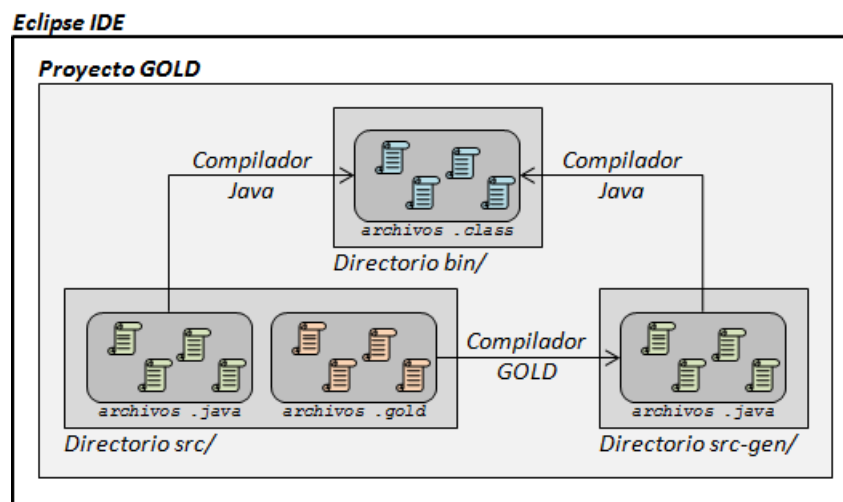 Eclipse IDE
Proyecto GOLD
Compilador
Java
Compilador
Java
archivos .class
Directorio bin/
archivos .java
archivos .gold
Directorio src/
Compilador
GOLD
archivos .java
Directorio src-gen/